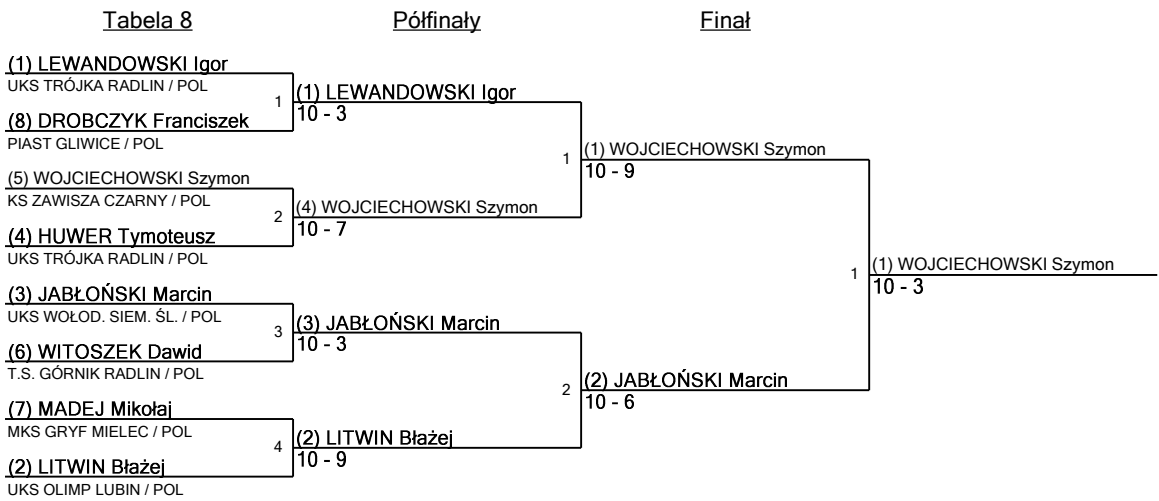 Tabela 8
Półfinały
Finał
(1) LEWANDOWSKI Igor
UKS TRÓJKA RADLIN / POL
1
(8) DROBCZYK Franciszek
PIAST GLIWICE / POL
(5) WOJCIECHOWSKI Szymon
KS ZAWISZA CZARNY / POL
2
(4) HUWER Tymoteusz
UKS TRÓJKA RADLIN / POL
(3) JABŁOŃSKI Marcin
UKS WOŁOD. SIEM. ŚL. / POL
3
(6) WITOSZEK Dawid
T.S. GÓRNIK RADLIN / POL
(7) MADEJ Mikołaj
MKS GRYF MIELEC / POL
4
(2) LITWIN Błażej
UKS OLIMP LUBIN / POL
(1) LEWANDOWSKI Igor
10 - 3
1
(4) WOJCIECHOWSKI Szymon
10 - 7
(3) JABŁOŃSKI Marcin
10 - 3
2
(2) LITWIN Błażej
10 - 9
(1) WOJCIECHOWSKI Szymon
10 - 9
1
(2) JABŁOŃSKI Marcin
10 - 6
(1) WOJCIECHOWSKI Szymon
10 - 3